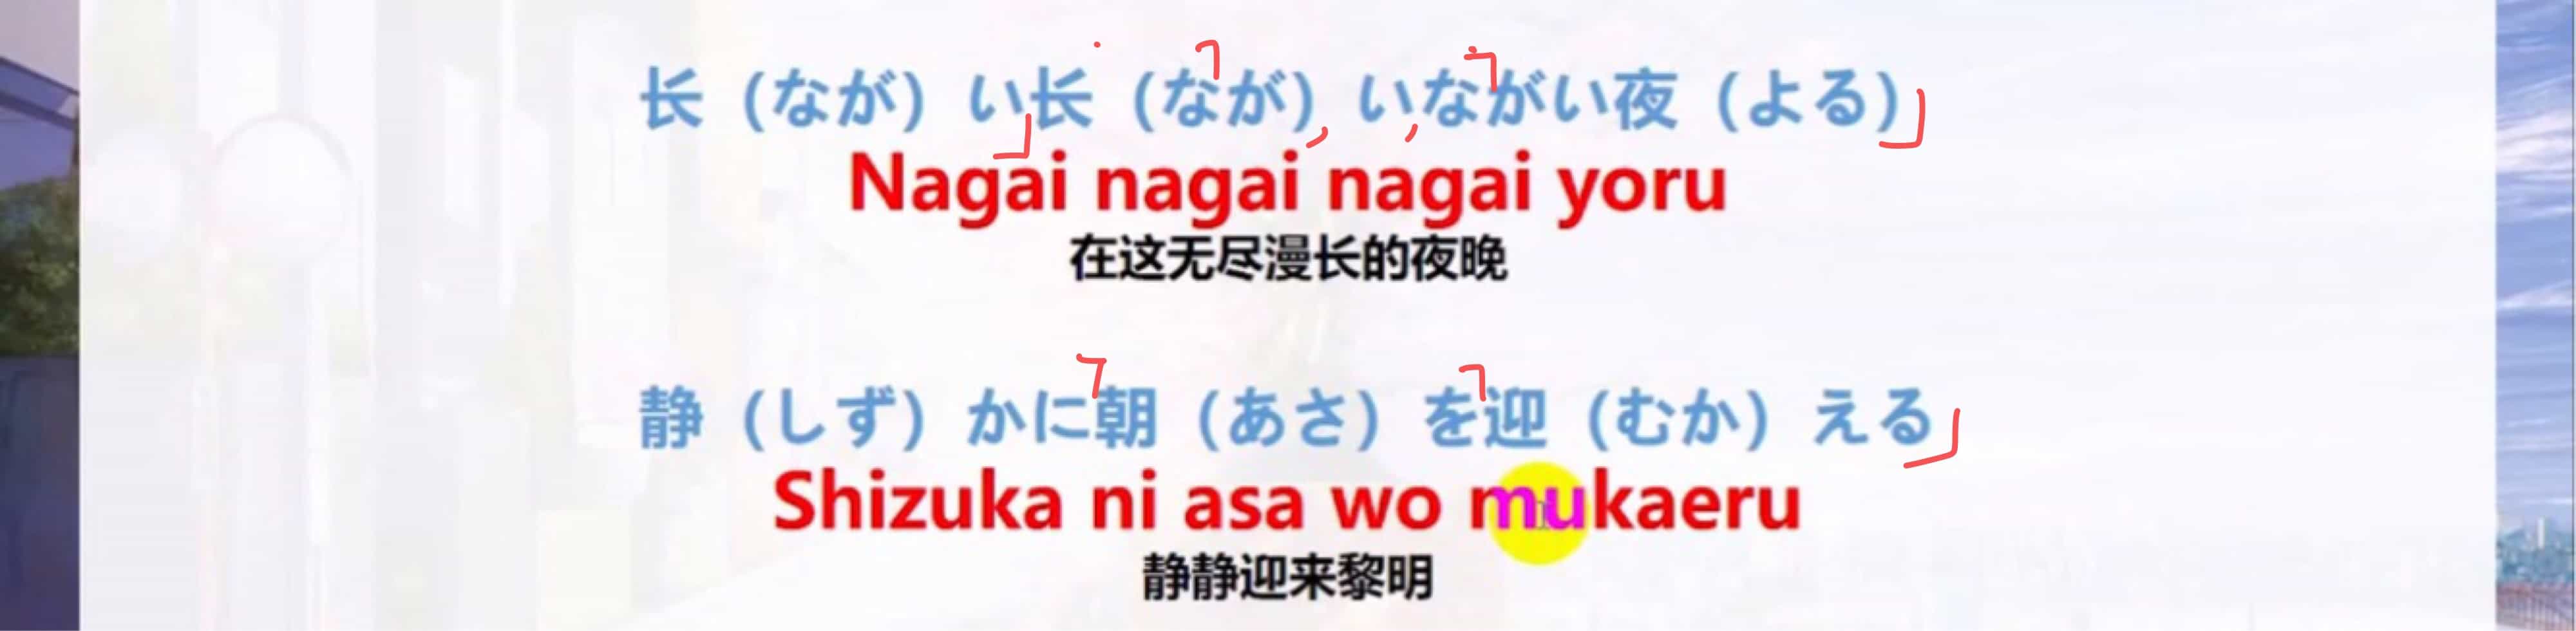 长（なが）い长（なが）いながい夜（よる）
Nagai nagai nagai yoru
在这无尽漫长的夜晚
静（しず）かに朝（あさ）を迎（むか）える
Shizuka ni asa wo mukaeru
静静迎来黎明